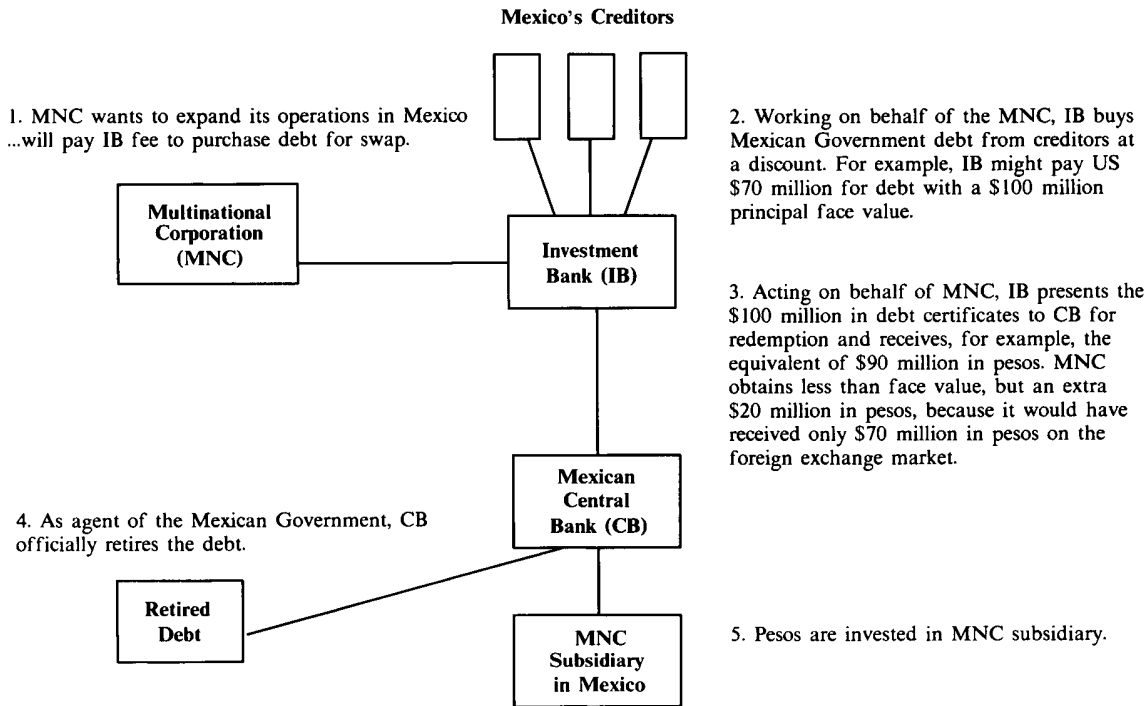 Mexico's Creditors
1. MNC wants to expand its operations in Mexico
...will pay IB fee to purchase debt for swap.
2. Working on behalf of the MNC, IB buys
Mexican Government debt from creditors at
a discount. For example, IB might pay US
$70 million for debt with a $100 million
principal face value.
Multinational
Corporation
(MNC)
Investment
Bank (IB)
3. Acting on behalf of MNC, IB presents the
$100 million in debt certificates to CB for
redemption and receives, for example, the
equivalent of $90 million in pesos. MNC
obtains less than face value, but an extra
$20 million in pesos, because it would have
received only $70 million in pesos on the
foreign exchange market.
Mexican
Central
Bank (CB)
4. As agent of the Mexican Government, CB
officially retires the debt.
Retired
Debt
MNC
Subsidiary
in Mexico
5. Pesos are invested in MNC subsidiary.